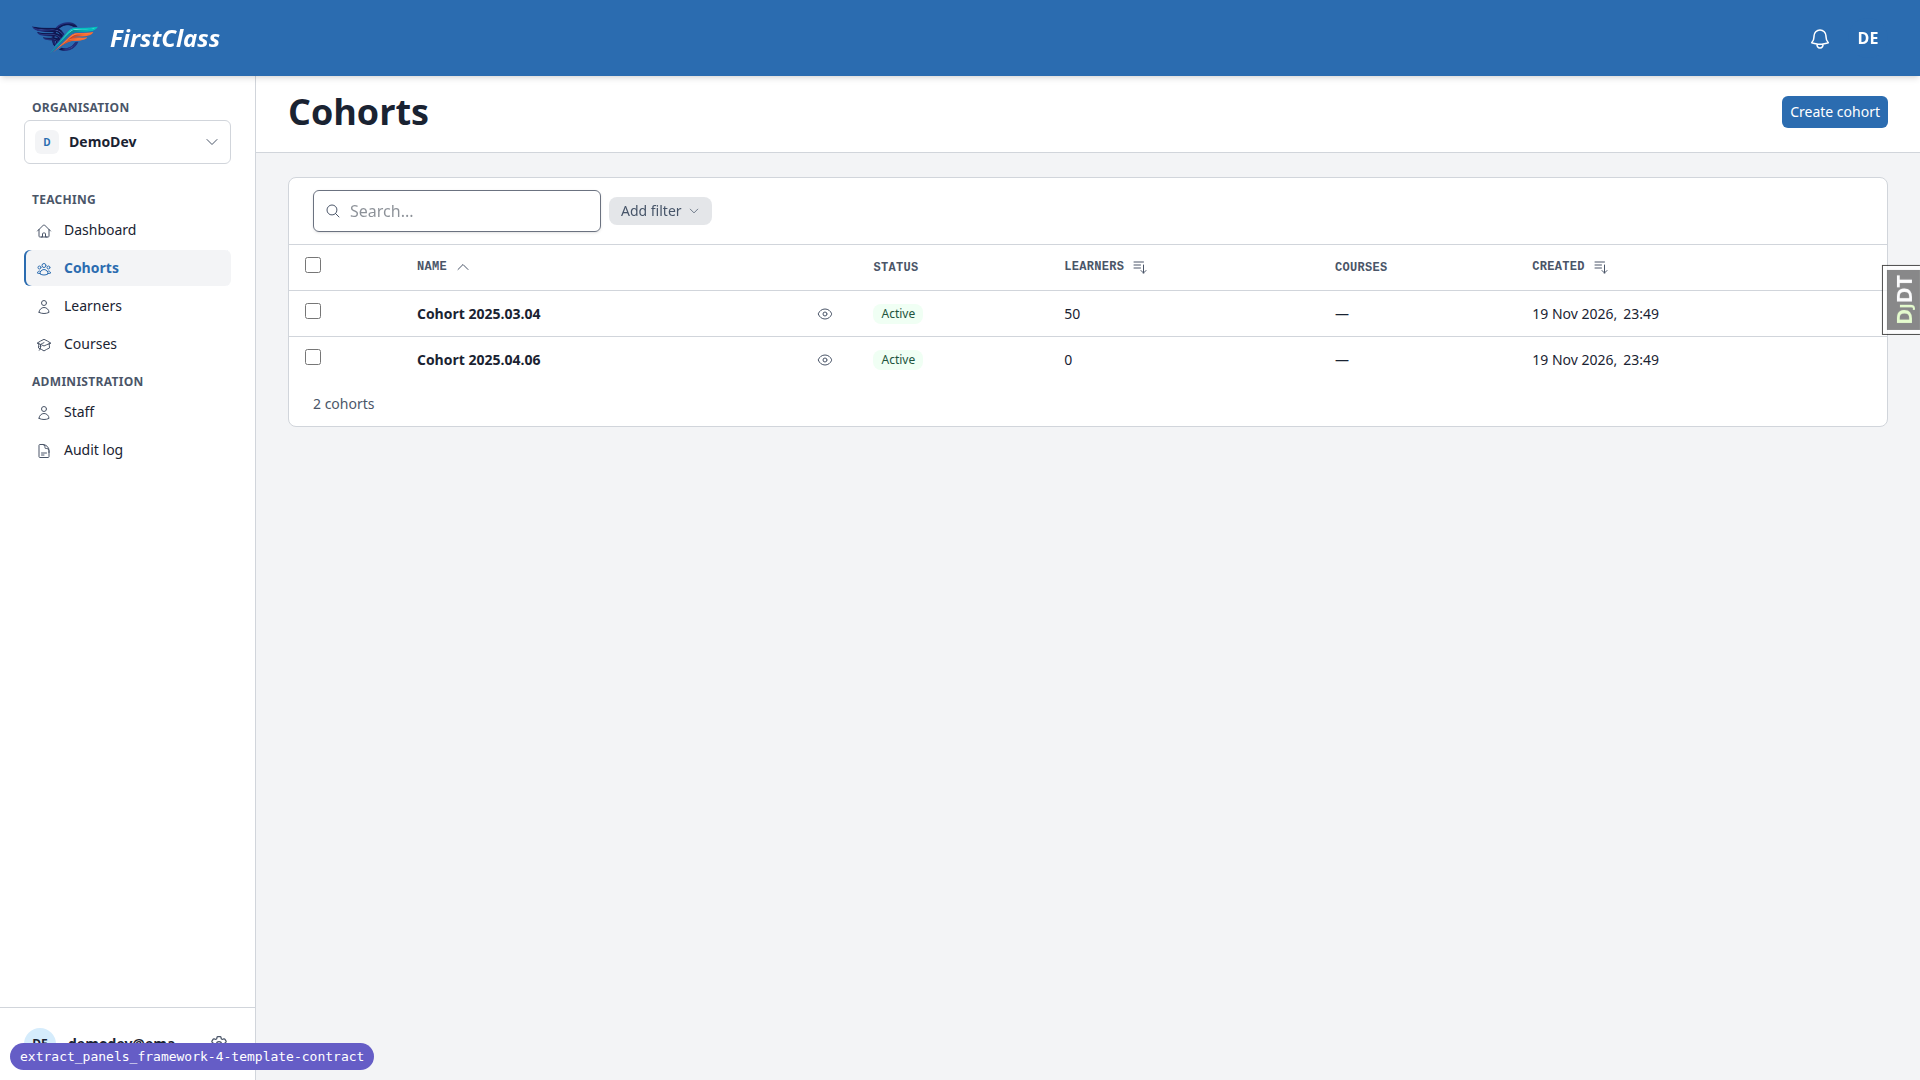 FirstClass
DE
ORGANISATION
D DemoDev
TEACHING
Dashboard
Cohorts
Learners
Courses
ADMINISTRATION
Staff
Audit log
Cohorts
Create cohort
Search...
Add filter
NAME STATUS LEARNERS COURSES CREATED
Cohort 2025.03.04 Active 50 — 19 Nov 2026, 23:49
Cohort 2025.04.06 Active 0 — 19 Nov 2026, 23:49
2 cohorts
DjDT
extract_panels_framework-4-template-contract